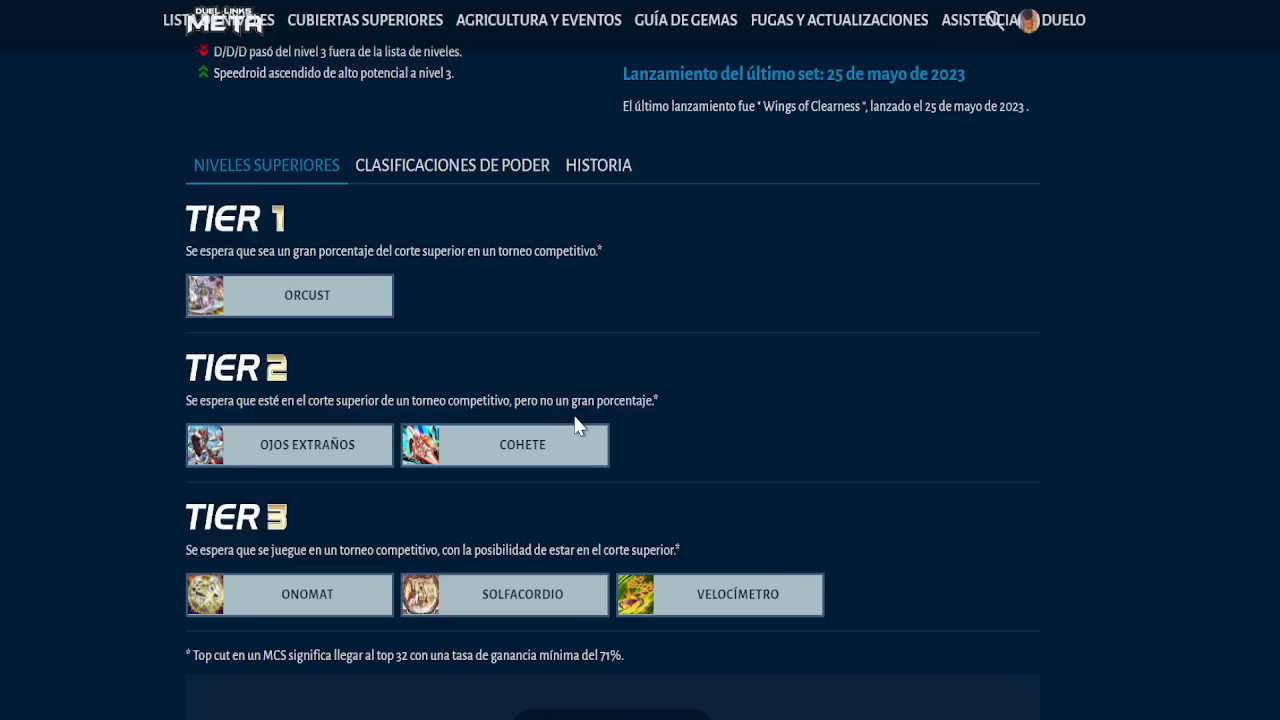 LISTA DE NIVELES CUBIERTAS SUPERIORES AGRICULTURA Y EVENTOS GUÍA DE GEMAS FUGAS Y ACTUALIZACIONES ASISTENCIA DUELO
DUEL LINKS
META
D/D/D pasó del nivel 3 fuera de la lista de niveles.
Speedroid ascendido de alto potencial a nivel 3.
Lanzamiento del último set: 25 de mayo de 2023
El último lanzamiento fue " Wings of Clearness ", lanzado el 25 de mayo de 2023 .
NIVELES SUPERIORES CLASIFICACIONES DE PODER HISTORIA
TIER 1
Se espera que sea un gran porcentaje del corte superior en un torneo competitivo.*
ORCUST
TIER 2
Se espera que esté en el corte superior de un torneo competitivo, pero no un gran porcentaje.*
OJOS EXTRAÑOS COHETE
TIER 3
Se espera que se juegue en un torneo competitivo, con la posibilidad de estar en el corte superior.*
ONOMAT SOLFACORDIO VELOCÍMETRO
* Top cut en un MCS significa llegar al top 32 con una tasa de ganancia mínima del 71%.